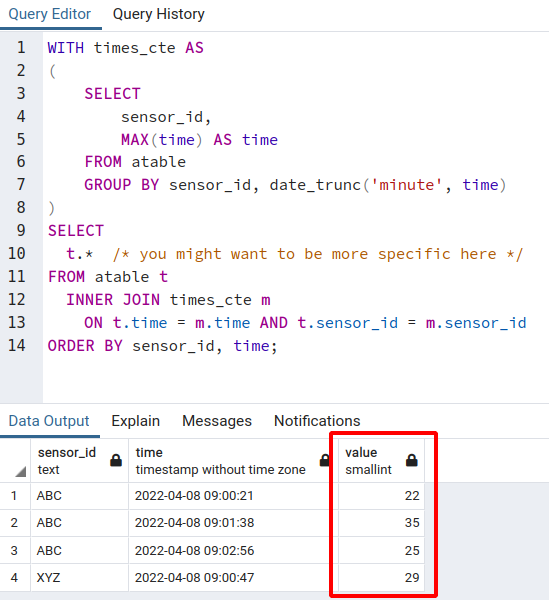 Query Editor Query History
1 WITH times_cte AS
2 (
3 SELECT
4 sensor_id,
5 MAX(time) AS time
6 FROM atable
7 GROUP BY sensor_id, date_trunc('minute', time)
8 )
9 SELECT
10 t.* /* you might want to be more specific here */
11 FROM atable t
12 INNER JOIN times_cte m
13 ON t.time = m.time AND t.sensor_id = m.sensor_id
14 ORDER BY sensor_id, time;
Data Output Explain Messages Notifications
sensor_id time value
text timestamp without time zone smallint
1 ABC 2022-04-08 09:00:21 22
2 ABC 2022-04-08 09:01:38 35
3 ABC 2022-04-08 09:02:56 25
4 XYZ 2022-04-08 09:00:47 29